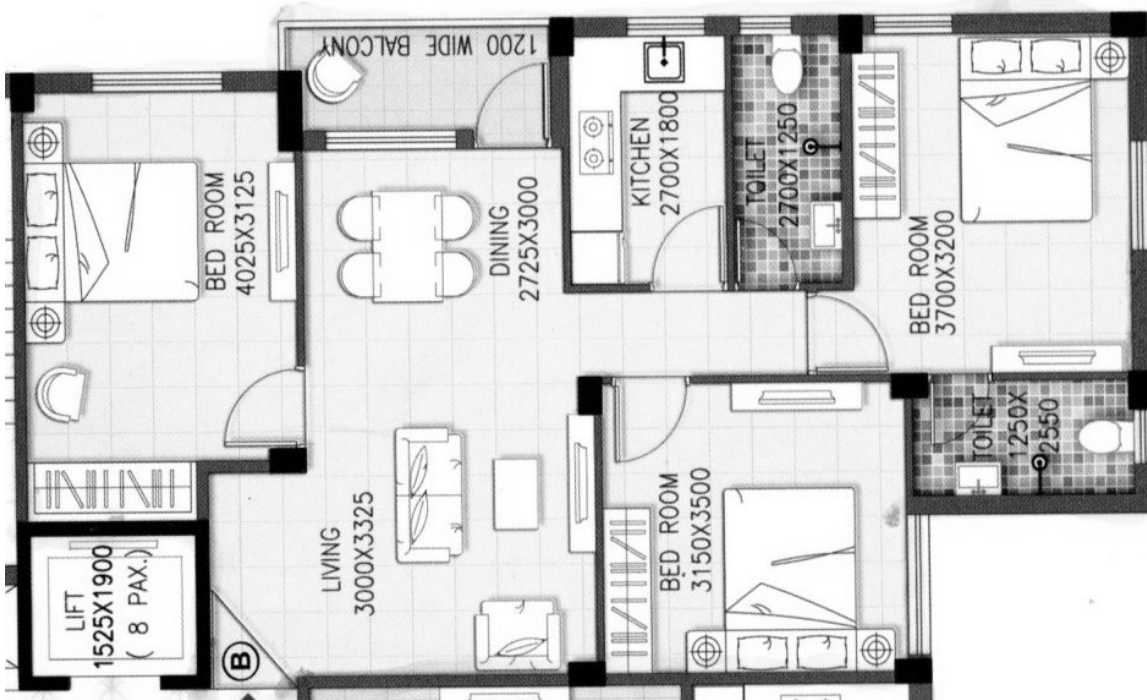 1200 WIDE BALCONY
BED ROOM
4025X3125
DINING
2725X3000
KITCHEN
2700X1800
TOILET
2700X1250
BED ROOM
3700X3200
TOILET
1250X
2550
LIVING
3000X3325
BED ROOM
3150X3500
LIFT
1525X1900
( 8 PAX.)
B